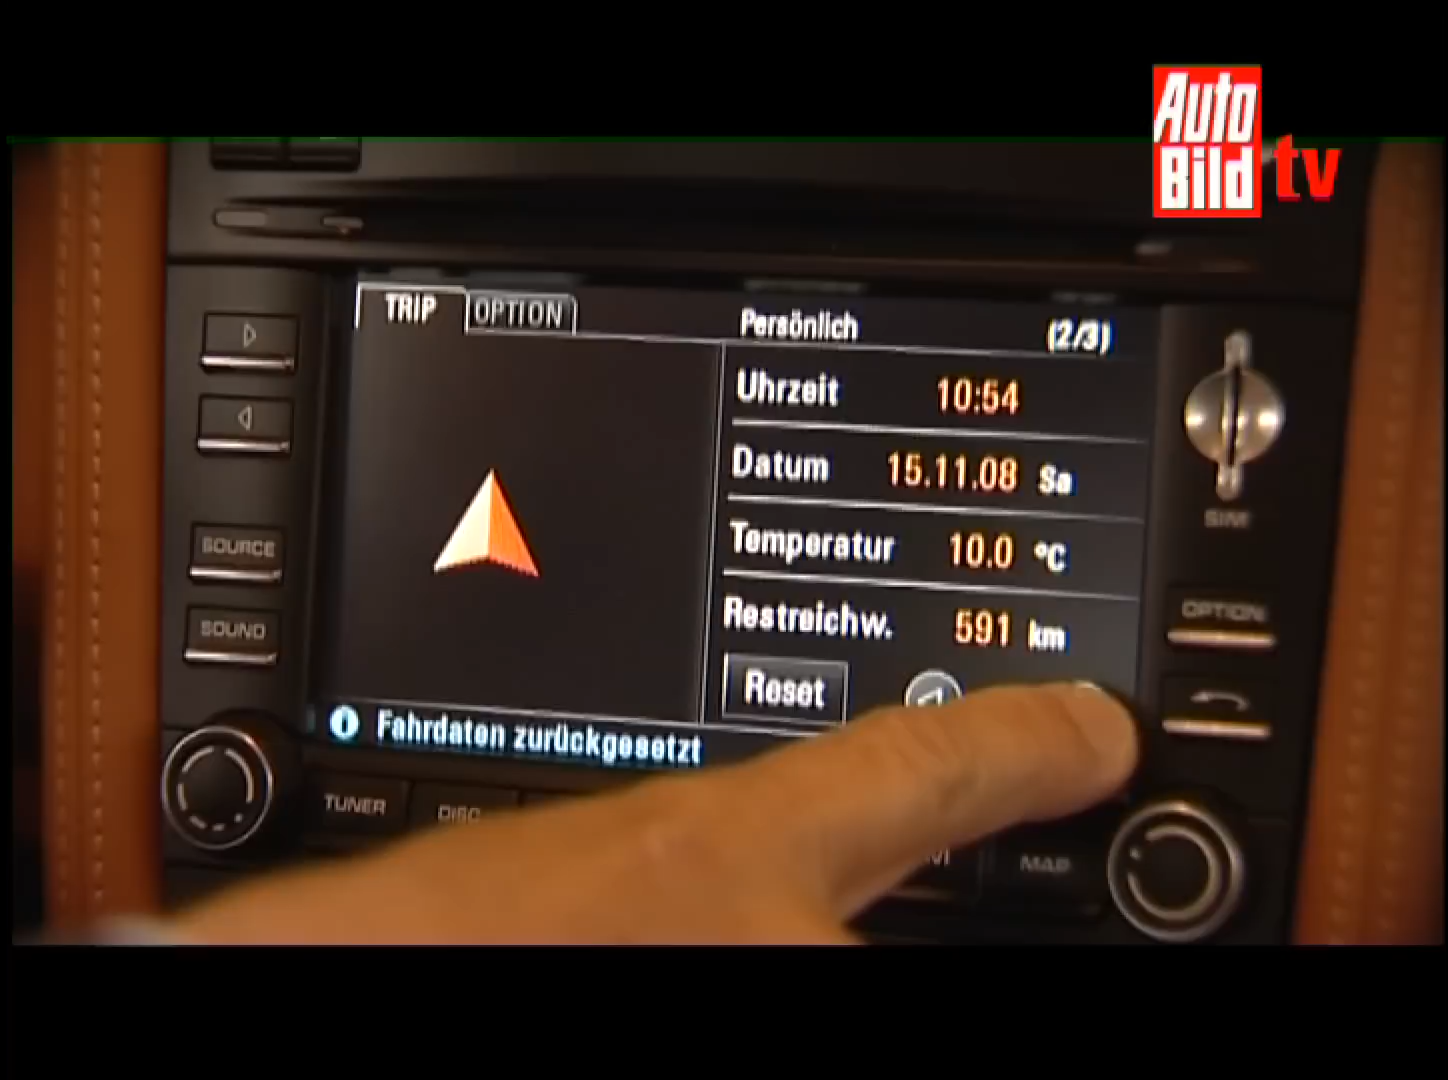 Auto
Bild tv
TRIP OPTION Persönlich (2/3)
Uhrzeit 10:54
Datum 15.11.08 Sa
Temperatur 10.0 °C
Restreichw. 591 km
Reset
Fahrdaten zurückgesetzt
SOURCE
SOUND
TUNER DISC MAP
SIM
OPTION